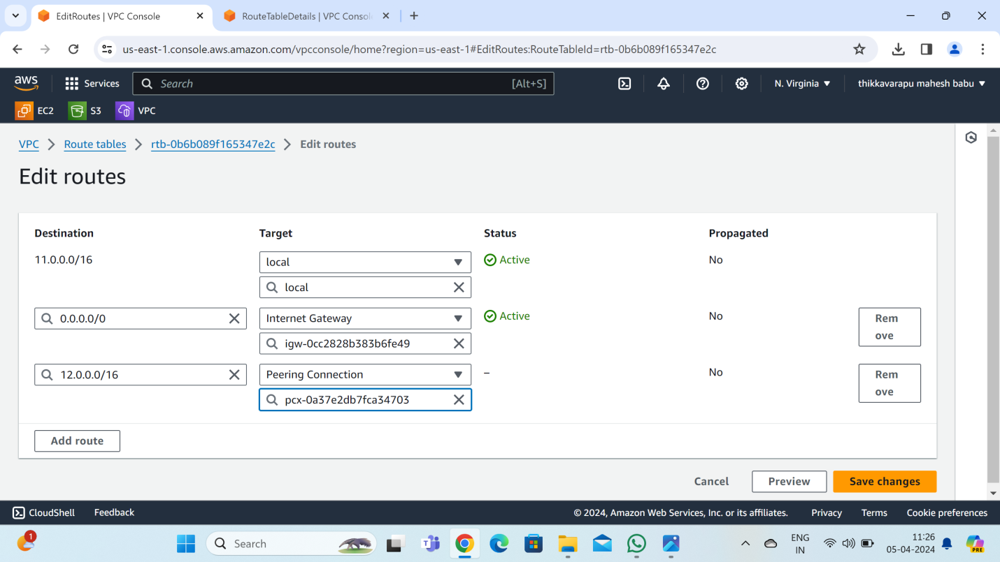 EditRoutes | VPC Console
RouteTableDetails | VPC Consol
us-east-1.console.aws.amazon.com/vpcconsole/home?region=us-east-1#EditRoutes:RouteTableId=rtb-0b6b089f165347e2c
aws
Services
Search
[Alt+S]
N. Virginia
thikkavarapu mahesh babu
EC2
S3
VPC
VPC
Route tables
rtb-0b6b089f165347e2c
Edit routes
Edit routes
Destination Target Status Propagated
11.0.0.0/16 local Active No
local
0.0.0.0/0 Internet Gateway Active No Rem
ove
igw-0cc2828b383b6fe49
12.0.0.0/16 Peering Connection – No Rem
ove
pcx-0a37e2db7fca34703
Add route
Cancel Preview Save changes
CloudShell Feedback © 2024, Amazon Web Services, Inc. or its affiliates. Privacy Terms Cookie preferences
1
Search
ENG
IN
11:26
05-04-2024
PRE